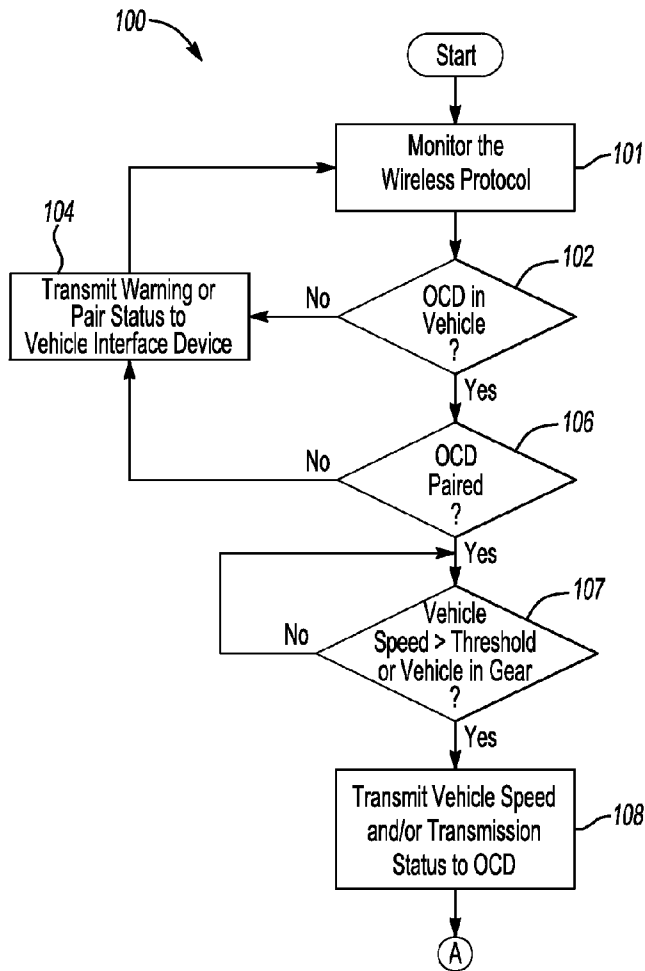 100
Start
Monitor the
Wireless Protocol
101
104
Transmit Warning or
Pair Status to
Vehicle Interface Device
No
OCD in
Vehicle
?
102
Yes
No
OCD
Paired
?
106
Yes
No
Vehicle
Speed > Threshold
or Vehicle in Gear
?
107
Yes
Transmit Vehicle Speed
and/or Transmission
Status to OCD
108
A